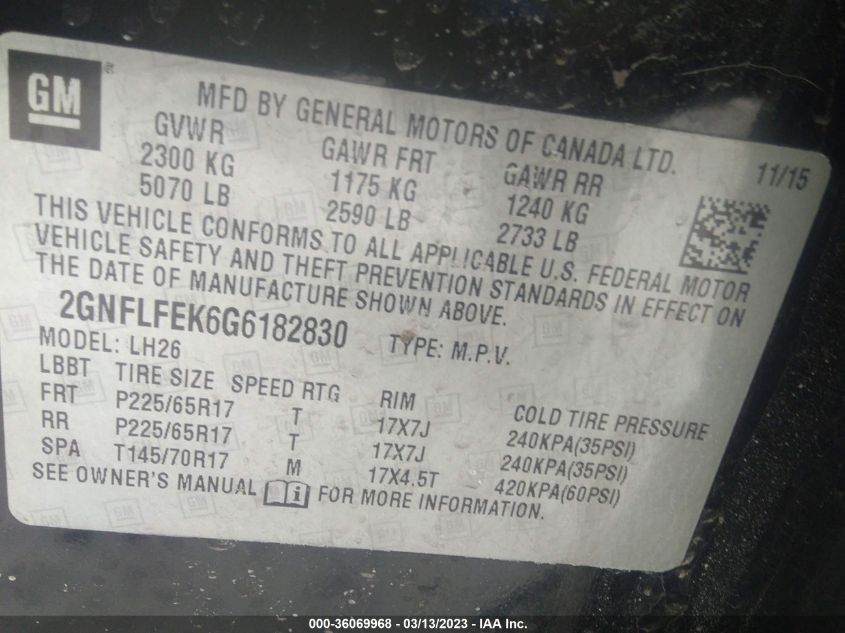 GM
MFD BY GENERAL MOTORS OF CANADA LTD.
GVWR GAWR FRT GAWR RR 11/15
2300 KG 1175 KG 1240 KG
5070 LB 2590 LB 2733 LB
THIS VEHICLE CONFORMS TO ALL APPLICABLE U.S. FEDERAL MOTOR
VEHICLE SAFETY AND THEFT PREVENTION STANDARDS IN EFFECT ON
THE DATE OF MANUFACTURE SHOWN ABOVE.
2GNFLFEK6G6182830 TYPE: M.P.V.
MODEL: LH26
LBBT TIRE SIZE SPEED RTG RIM COLD TIRE PRESSURE
FRT P225/65R17 T 17X7J 240KPA(35PSI)
RR P225/65R17 T 17X7J 240KPA(35PSI)
SPA T145/70R17 M 17X4.5T 420KPA(60PSI)
SEE OWNER'S MANUAL i FOR MORE INFORMATION.
000-36069968 - 03/13/2023 - IAA Inc.